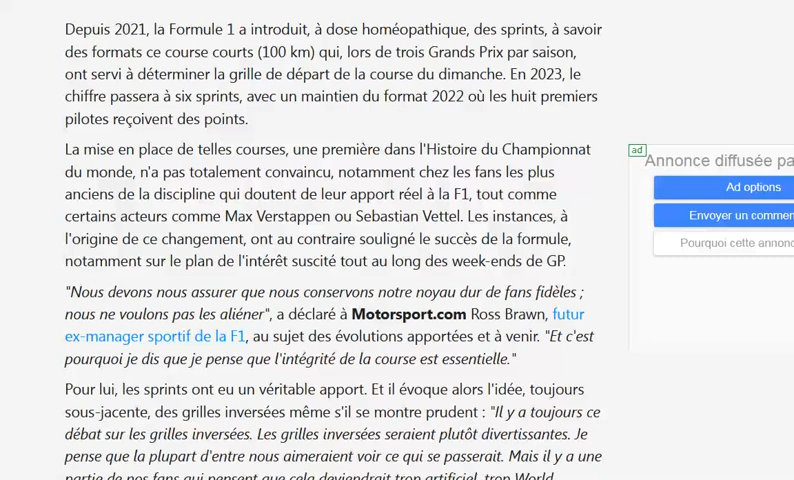 Depuis 2021, la Formule 1 a introduit, à dose homéopathique, des sprints, à savoir
des formats ce course courts (100 km) qui, lors de trois Grands Prix par saison,
ont servi à déterminer la grille de départ de la course du dimanche. En 2023, le
chiffre passera à six sprints, avec un maintien du format 2022 où les huit premiers
pilotes reçoivent des points.
La mise en place de telles courses, une première dans l'Histoire du Championnat
du monde, n'a pas totalement convaincu, notamment chez les fans les plus
anciens de la discipline qui doutent de leur apport réel à la F1, tout comme
certains acteurs comme Max Verstappen ou Sebastian Vettel. Les instances, à
l'origine de ce changement, ont au contraire souligné le succès de la formule,
notamment sur le plan de l'intérêt suscité tout au long des week-ends de GP.
"Nous devons nous assurer que nous conservons notre noyau dur de fans fidèles ;
nous ne voulons pas les aliéner", a déclaré à Motorsport.com Ross Brawn, futur
ex-manager sportif de la F1, au sujet des évolutions apportées et à venir. "Et c'est
pourquoi je dis que je pense que l'intégrité de la course est essentielle."
Pour lui, les sprints ont eu un véritable apport. Et il évoque alors l'idée, toujours
sous-jacente, des grilles inversées même s'il se montre prudent : "Il y a toujours ce
débat sur les grilles inversées. Les grilles inversées seraient plutôt divertissantes. Je
pense que la plupart d'entre nous aimeraient voir ce qui se passerait. Mais il y a une
partie de nos fans qui pensent que cela deviendrait trop artificiel, trop World
ad
Annonce diffusée pa
Ad options
Envoyer un commen
Pourquoi cette annonc